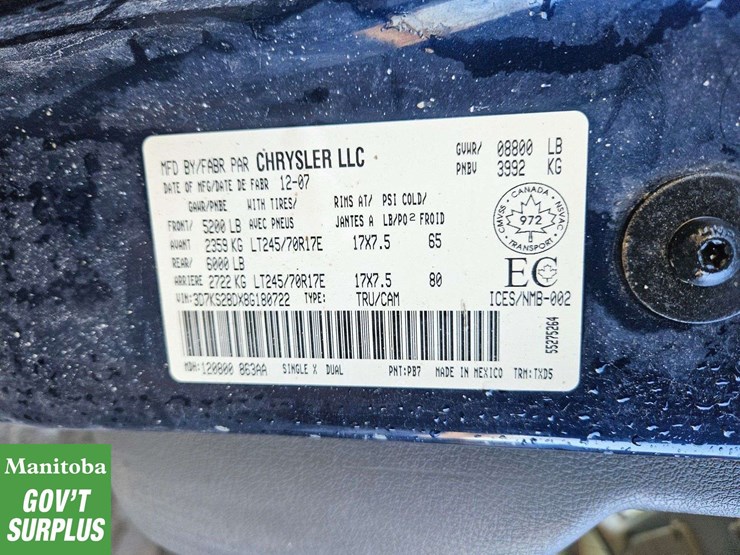 MFD BY/FABR PAR CHRYSLER LLC
GVWR/ 08800 LB
DATE OF MFG/DATE DE FABR 12-07
PNBV 3992 KG
GAWR/PNBE WITH TIRES/ RIMS AT/ PSI COLD/
FRONT/ 5200 LB AVEC PNEUS JANTES A LB/PO2 FROID
AVANT 2359 KG LT245/70R17E 17X7.5 65
REAR/ 6000 LB
ARRIERE 2722 KG LT245/70R17E 17X7.5 80
VIN: 3D7KS28DX8G180722 TYPE: TRU/CAM
CANADA
CMVSS NSVAC
972
TRANSPORT
EC
ICES/NMB-002
55275264
MDH: 120800 863AA SINGLE X DUAL PNT: PB7 MADE IN MEXICO TRM: TXD5
Manitoba
GOV'T
SURPLUS